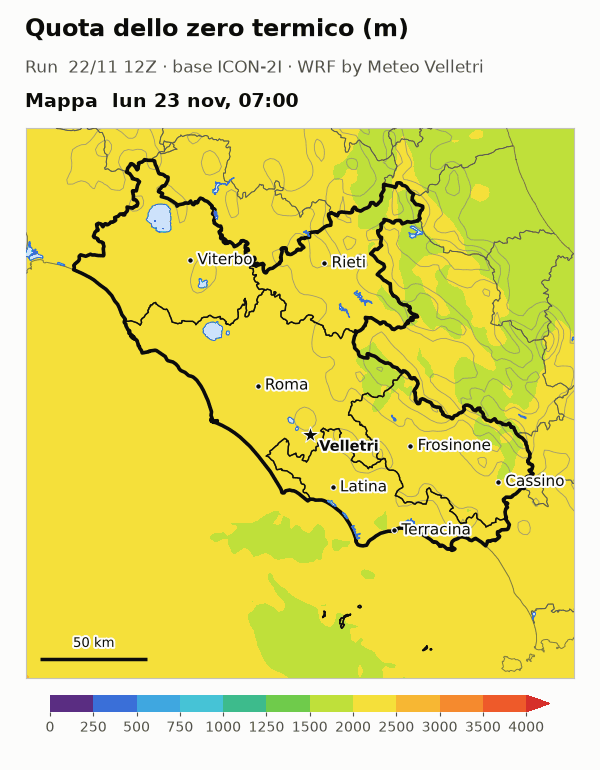 Quota dello zero termico (m)
Run 22/11 12Z · base ICON-2I · WRF by Meteo Velletri
Mappa lun 23 nov, 07:00
Viterbo
Rieti
Roma
Velletri
Frosinone
Cassino
Latina
Terracina
50 km
0 250 500 750 1000 1250 1500 2000 2500 3000 3500 4000